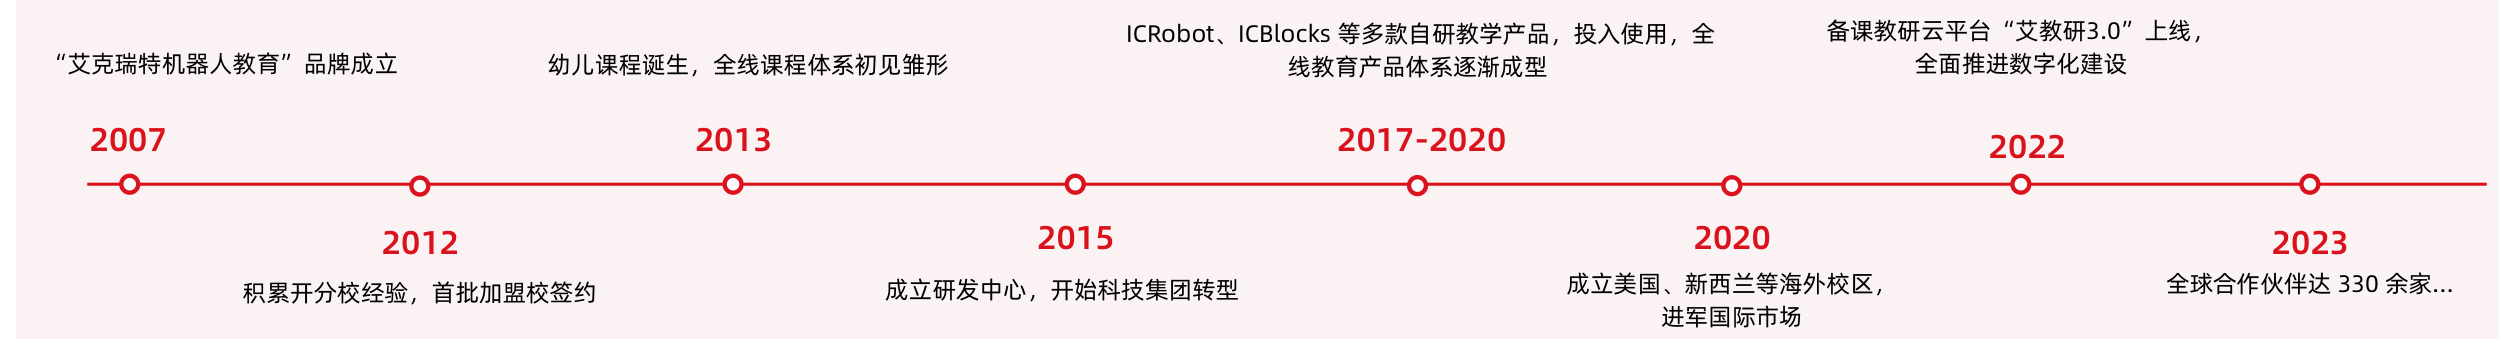 “艾克瑞特机器人教育”品牌成立
2007
2012
积累开分校经验，首批加盟校签约
幼儿课程诞生，全线课程体系初见雏形
2013
2015
成立研发中心，开始科技集团转型
ICRobot、ICBlocks 等多款自研教学产品，投入使用，全
线教育产品体系逐渐成型
2017-2020
2020
成立美国、新西兰等海外校区，
进军国际市场
备课教研云平台“艾教研3.0”上线，
全面推进数字化建设
2022
2023
全球合作伙伴达 330 余家...